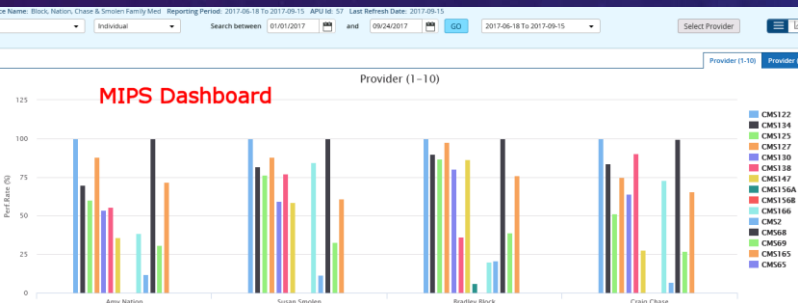 ce Name: Block, Nation, Chase & Smolen Family Med Reporting Period: 2017-06-18 To 2017-09-15 APU Id: 57 Last Refresh Date: 2017-09-15
Individual Search between 01/01/2017 and 09/24/2017 GO 2017-06-18 To 2017-09-15 Select Provider
Provider (1-10) Provider (
Provider (1-10)
MIPS Dashboard
125
100
75
50
25
0
Perf.Rate (%)
CMS122
CMS134
CMS125
CMS127
CMS130
CMS138
CMS147
CMS156A
CMS156B
CMS166
CMS2
CMS68
CMS69
CMS165
CMS65
Amy Nation Susan Smolen Bradley Block Craig Chase